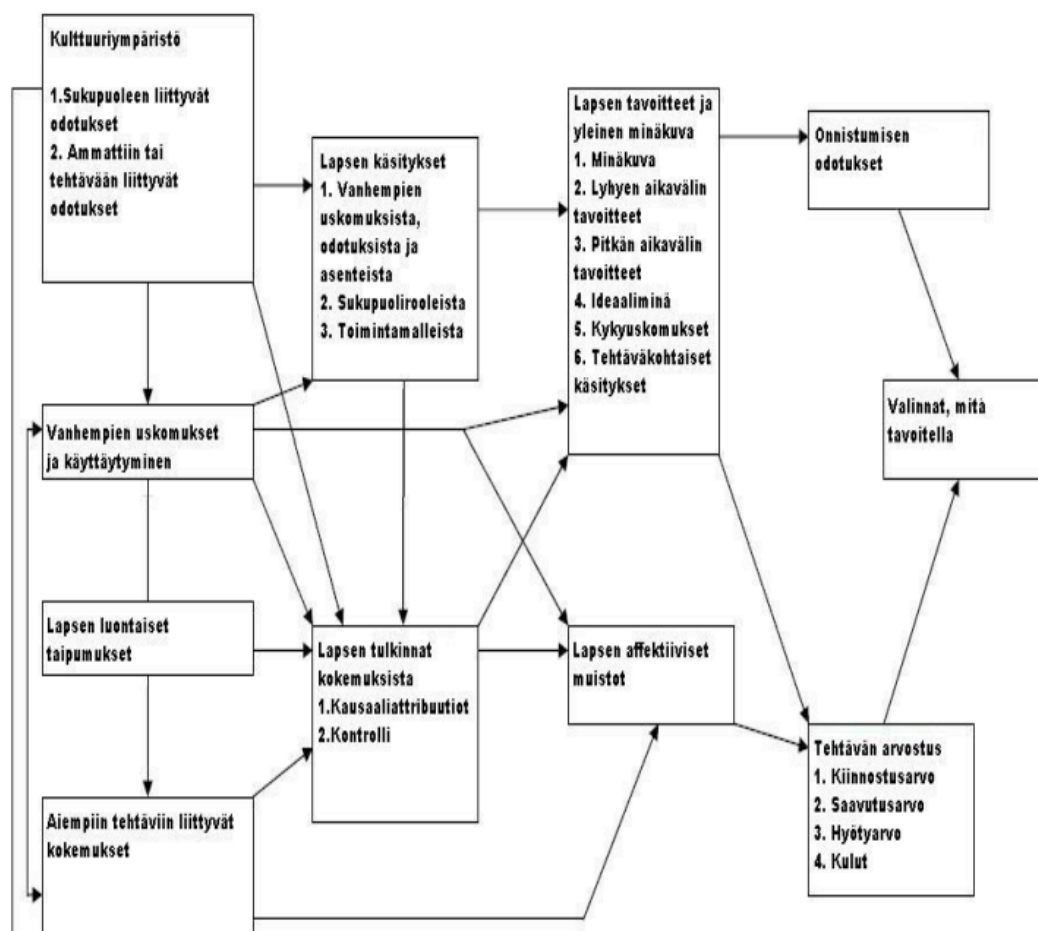 Kulttuuriympäristö
1.Sukupuoleen liittyvät
odotukset
2. Ammattiin tai
tehtävään liittyvät
odotukset
Lapsen käsitykset
1. Vanhempien
uskomuksista,
odotuksista ja
asenteista
2. Sukupuolirooleista
3. Toimintamalleista
Lapsen tavoitteet ja
yleinen minäkuva
1. Minäkuva
2. Lyhyen aikavälin
tavoitteet
3. Pitkän aikavälin
tavoitteet
4. Ideaaliminä
5. Kykyuskomukset
6. Tehtäväkohtaiset
käsitykset
Onnistumisen
odotukset
Valinnat, mitä
tavoitella
Vanhempien uskomukset
ja käyttäytyminen
Lapsen luontaiset
taipumukset
Lapsen tulkinnat
kokemuksista
1.Kausaaliattribuutiot
2.Kontrolli
Lapsen affektiiviset
muistot
Tehtävän arvostus
1. Kiinnostusarvo
2. Saavutusarvo
3. Hyötyarvo
4. Kulut
Aiempiin tehtäviin liittyvät
kokemukset